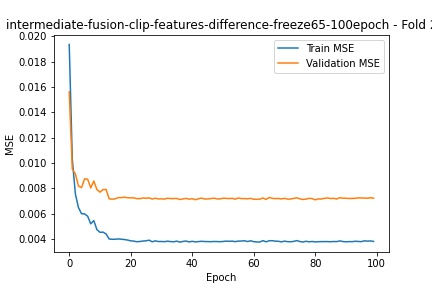 intermediate-fusion-clip-features-difference-freeze65-100epoch - Fold 2
0.020
0.018
0.016
0.014
0.012
0.010
0.008
0.006
0.004
MSE
Train MSE
Validation MSE
0 20 40 60 80 100
Epoch